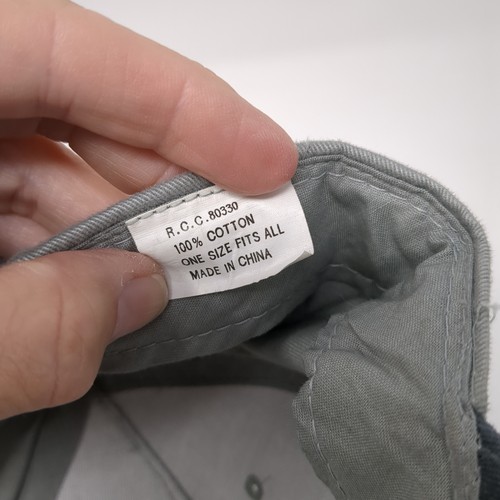 R.C.C.80330
100% COTTON
ONE SIZE FITS ALL
MADE IN CHINA